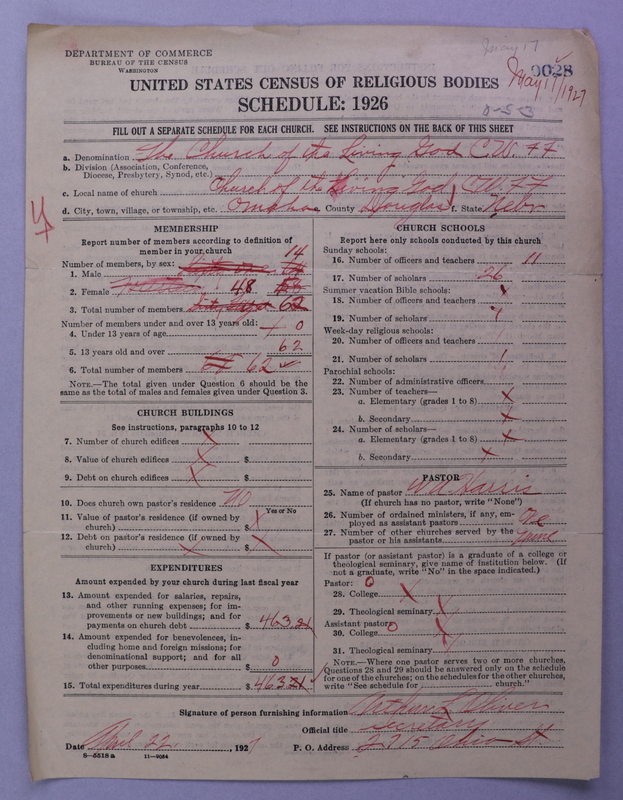 DEPARTMENT OF COMMERCE
BUREAU OF THE CENSUS
WASHINGTON
May 17
0028
May 17/1927
UNITED STATES CENSUS OF RELIGIOUS BODIES
SCHEDULE: 1926
0-53
FILL OUT A SEPARATE SCHEDULE FOR EACH CHURCH. SEE INSTRUCTIONS ON THE BACK OF THIS SHEET
a. Denomination The Church of the Living God C.W.F.F
b. Division (Association, Conference, Diocese, Presbytery, Synod, etc.)
c. Local name of church Church of the Living God C.W.F.F
d. City, town, village, or township, etc. Omaha County Douglas f. State Nebr
MEMBERSHIP
Report number of members according to definition of member in your church
Number of members, by sex:
1. Male 14
2. Female 48
3. Total number of members 62
Number of members under and over 13 years old:
4. Under 13 years of age 0
5. 13 years old and over 62
6. Total number of members 62
NOTE.—The total given under Question 6 should be the same as the total of males and females given under Question 3.
CHURCH BUILDINGS
See instructions, paragraphs 10 to 12
7. Number of church edifices X
8. Value of church edifices X $
9. Debt on church edifices X $
10. Does church own pastor's residence No
Yes or No
11. Value of pastor's residence (if owned by church) X $
12. Debt on pastor's residence (if owned by church) X $
EXPENDITURES
Amount expended by your church during last fiscal year
13. Amount expended for salaries, repairs, and other running expenses; for improvements or new buildings; and for payments on church debt $ 463
14. Amount expended for benevolences, including home and foreign missions; for denominational support; and for all other purposes $ 0
15. Total expenditures during year $ 463
CHURCH SCHOOLS
Report here only schools conducted by this church
Sunday schools:
16. Number of officers and teachers 11
17. Number of scholars 26
Summer vacation Bible schools:
18. Number of officers and teachers
19. Number of scholars
Week-day religious schools:
20. Number of officers and teachers
21. Number of scholars
Parochial schools:
22. Number of administrative officers
23. Number of teachers—
a. Elementary (grades 1 to 8) X
b. Secondary X
24. Number of scholars—
a. Elementary (grades 1 to 8) X
b. Secondary X
PASTOR
25. Name of pastor Harris
(If church has no pastor, write "None")
26. Number of ordained ministers, if any, employed as assistant pastors One
27. Number of other churches served by the pastor or his assistants
If pastor (or assistant pastor) is a graduate of a college or theological seminary, give name of institution below. (If not a graduate, write "No" in the space indicated.)
Pastor: 0
28. College X
29. Theological seminary X
Assistant pastor: 0
30. College X
31. Theological seminary
NOTE.—Where one pastor serves two or more churches, Questions 28 and 29 should be answered only on the schedule for one of the churches; on the schedules for the other churches, write "See schedule for church."
Signature of person furnishing information
Official title Secretary
Date April 22, 1927
P. O. Address 2715 Ohio St
8—5518 a 11—9064